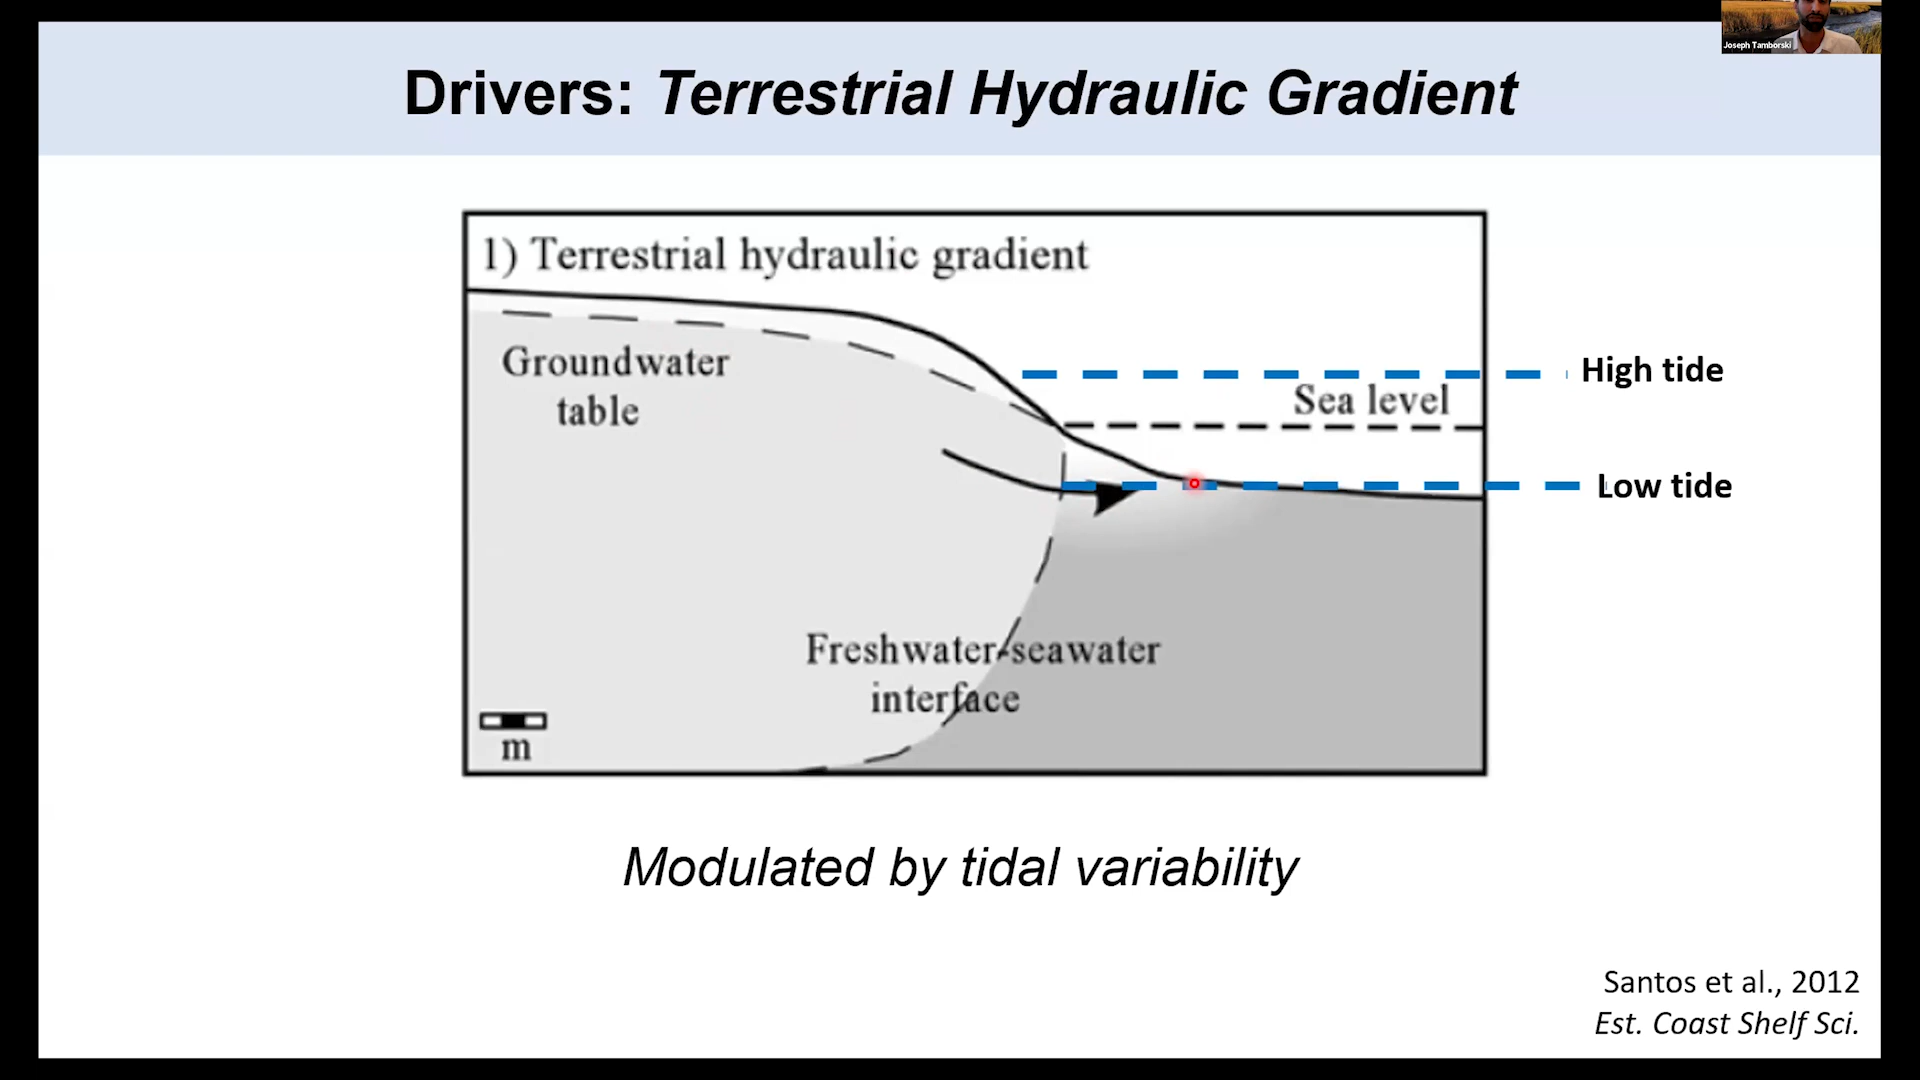 Joseph Tamborski
Drivers: Terrestrial Hydraulic Gradient
1) Terrestrial hydraulic gradient
Groundwater
table
High tide
Sea level
Low tide
Freshwater-seawater
interface
m
Modulated by tidal variability
Santos et al., 2012
Est. Coast Shelf Sci.